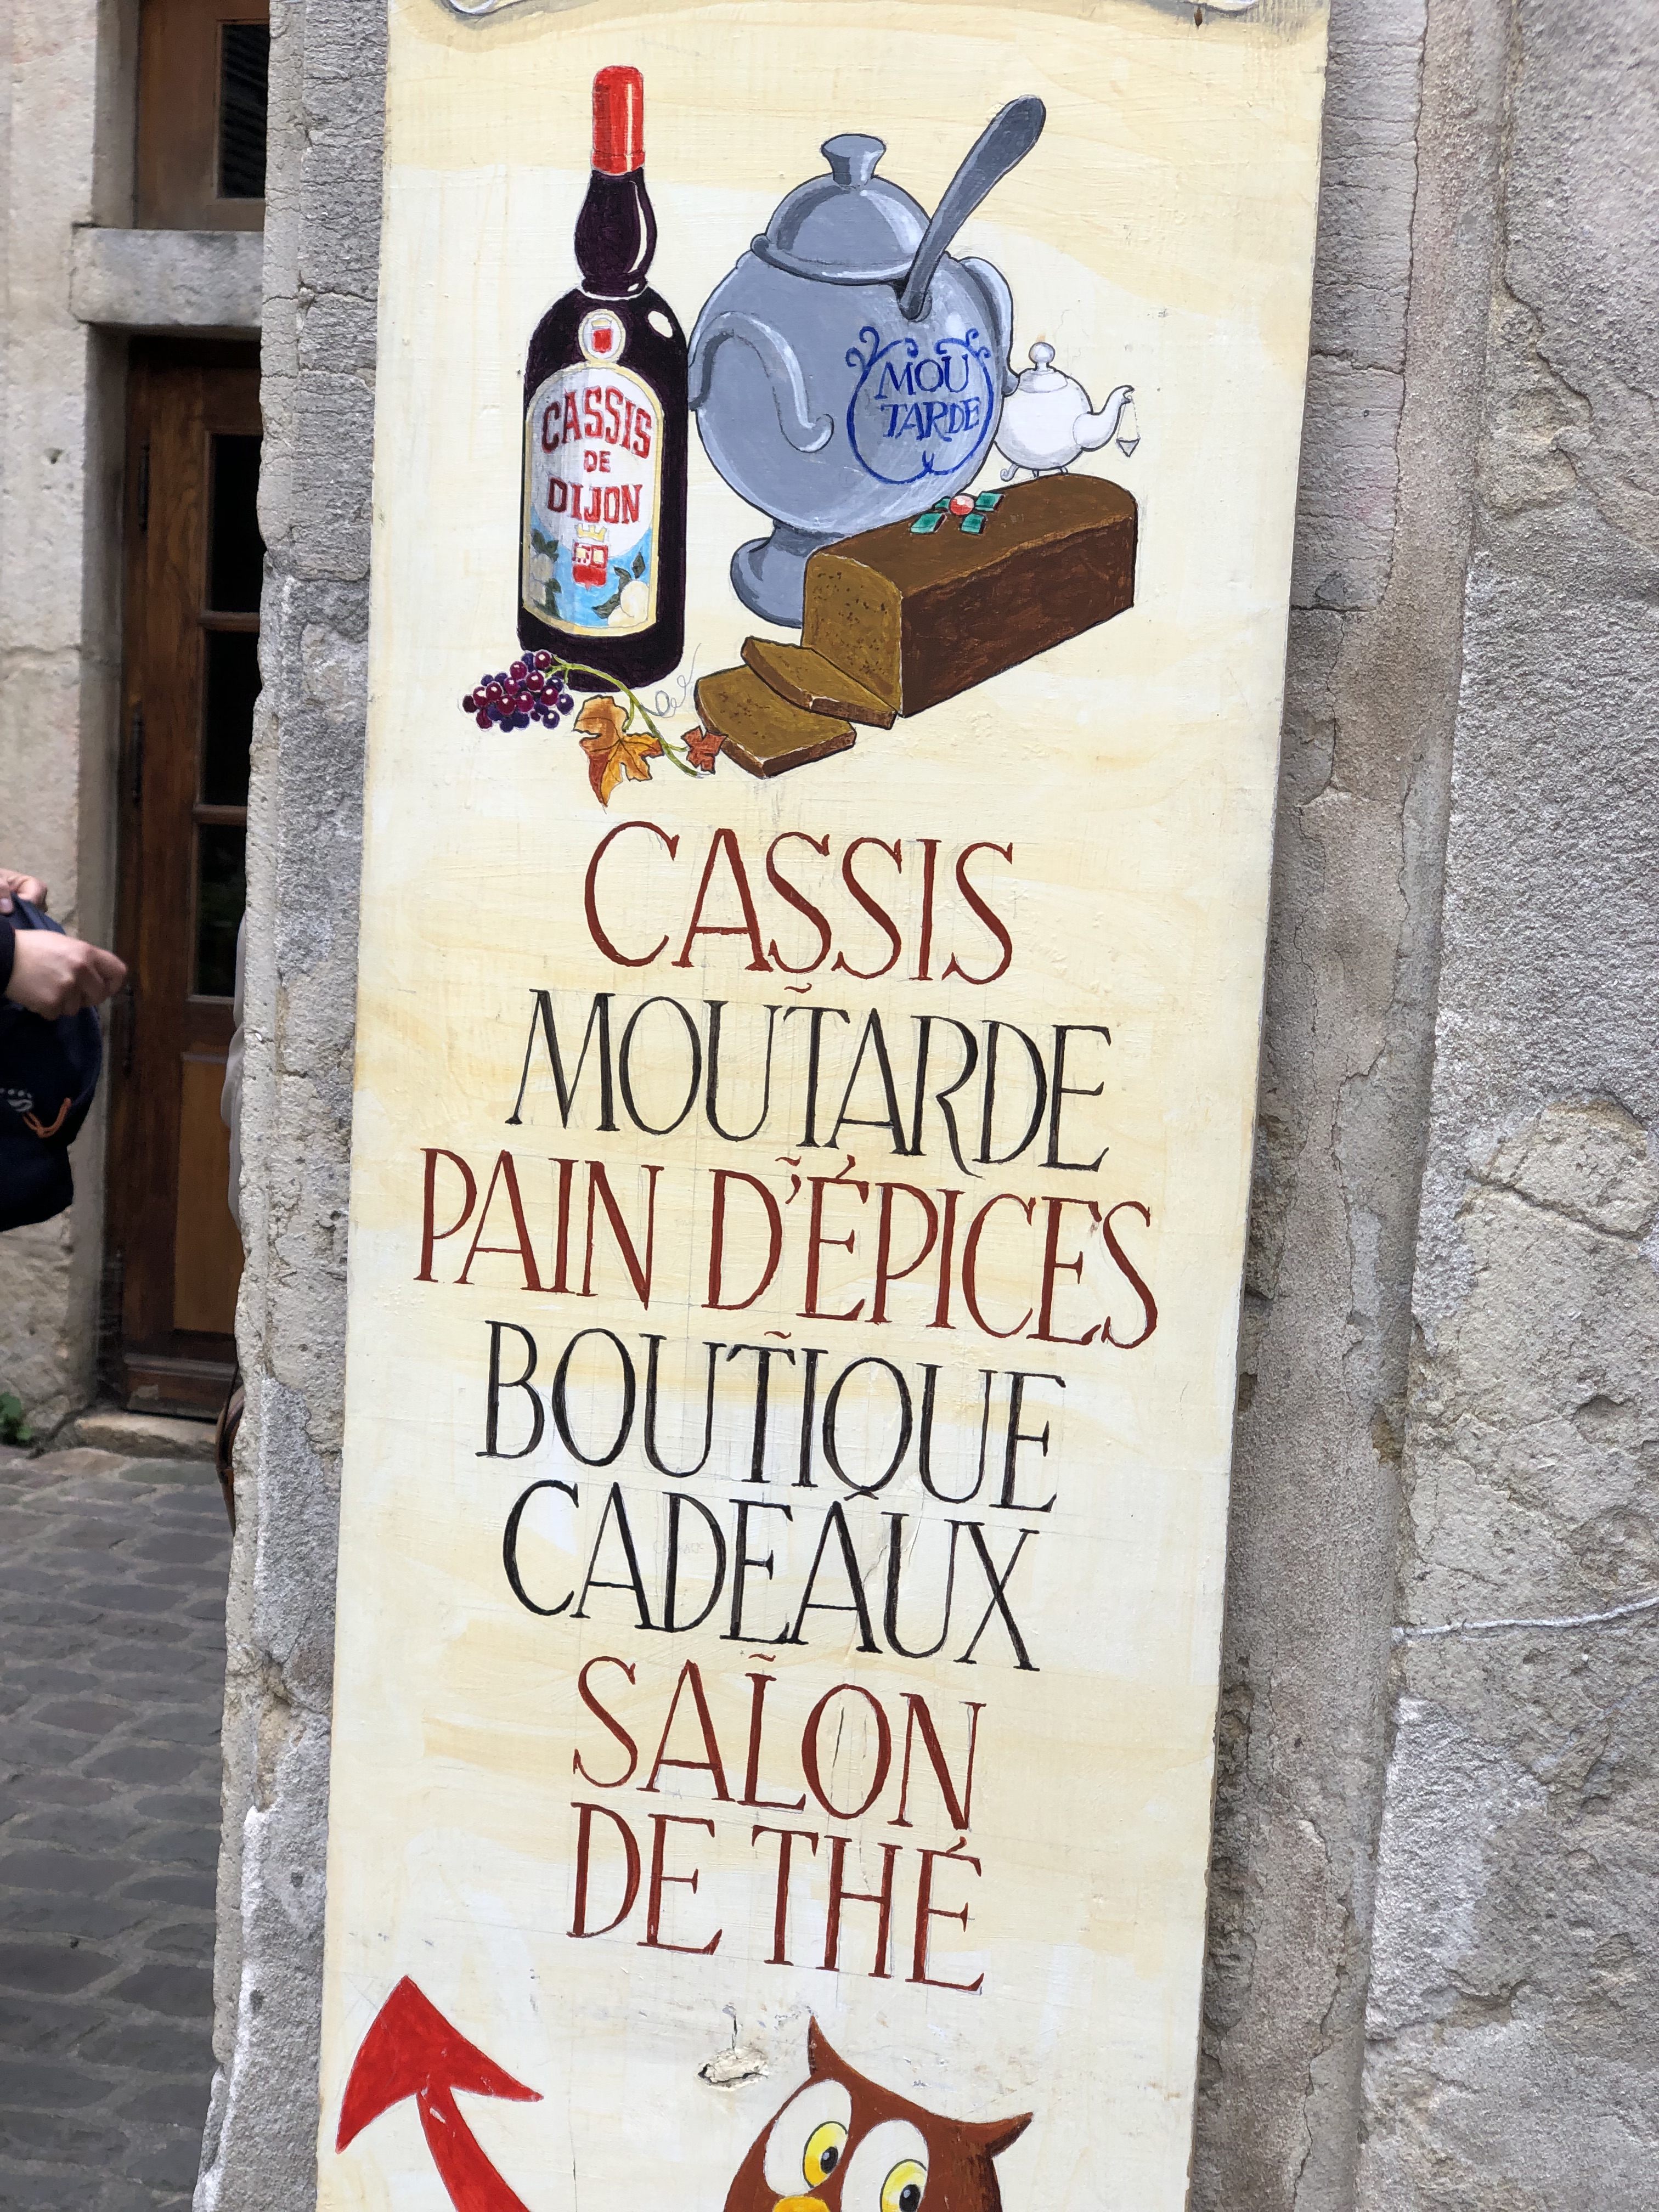 CASSIS
DE
DIJON
MOU
TARDE
CASSIS
MOUTARDE
PAIN D'ÉPICES
BOUTIQUE
CADEAUX
SALON
DE THÉ